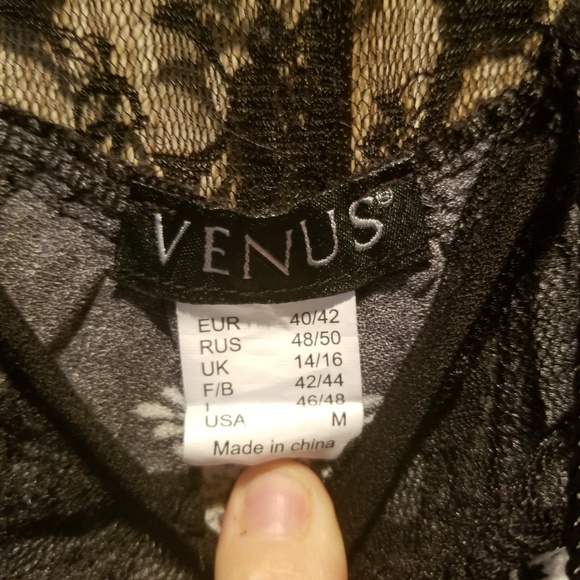 VENUS®
EUR 40/42
RUS 48/50
UK 14/16
F/B 42/44
I 46/48
USA M
Made in china